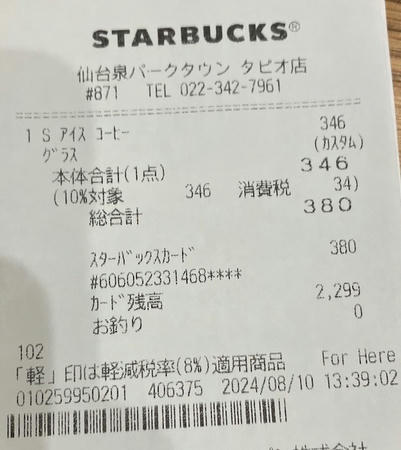 STARBUCKS®
仙台泉パークタウン タピオ店
#871 TEL 022-342-7961
1 S アイス コーヒー 346
グラス (カスタム)
本体合計(1点) 346
(10%対象 346 消費税 34)
総合計 380
スターバックスカード 380
#606052331468****
カード残高 2,299
お釣り 0
102
「軽」印は軽減税率(8%)適用商品 For Here
010259950201 406375 2024/08/10 13:39:02
株式会社